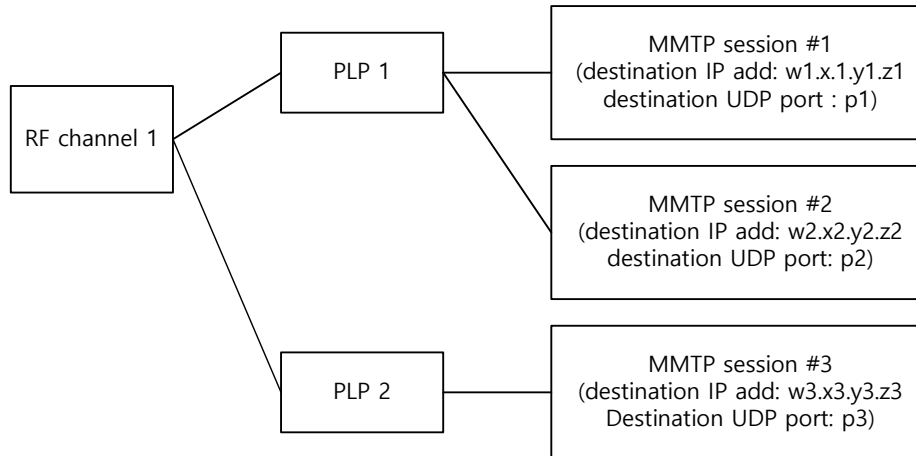 RF channel 1
PLP 1
PLP 2
MMTP session #1
(destination IP add: w1.x.1.y1.z1
destination UDP port : p1)
MMTP session #2
(destination IP add: w2.x2.y2.z2
destination UDP port: p2)
MMTP session #3
(destination IP add: w3.x3.y3.z3
Destination UDP port: p3)